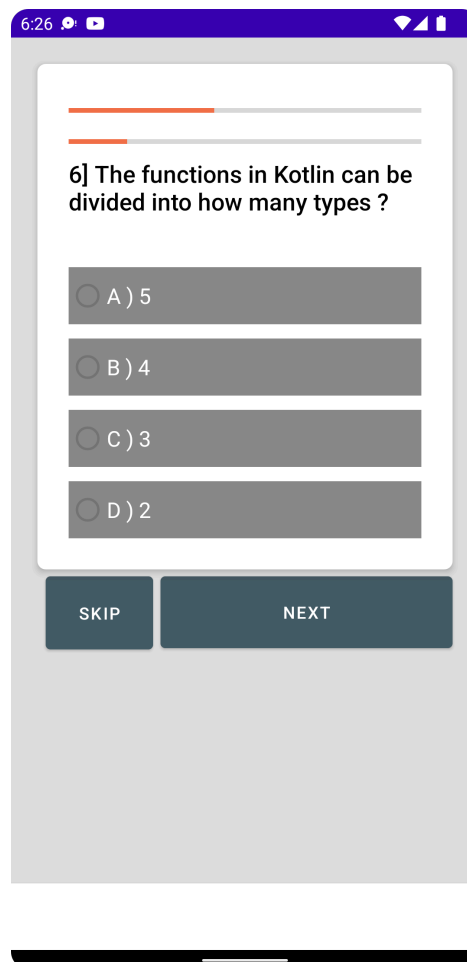 6:26
6] The functions in Kotlin can be
divided into how many types ?
A ) 5
B ) 4
C ) 3
D ) 2
SKIP
NEXT